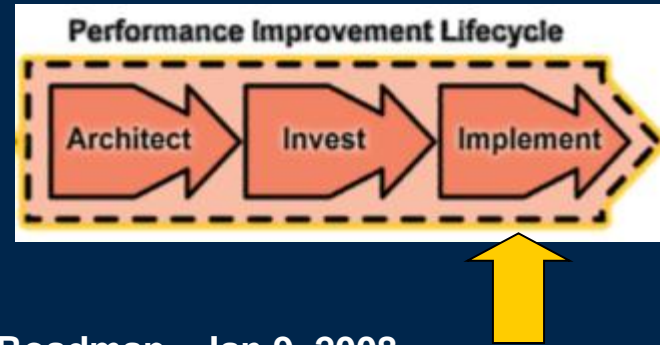 Performance Improvement Lifecycle
Architect Invest Implement
Roadmap – Jan 9, 2008